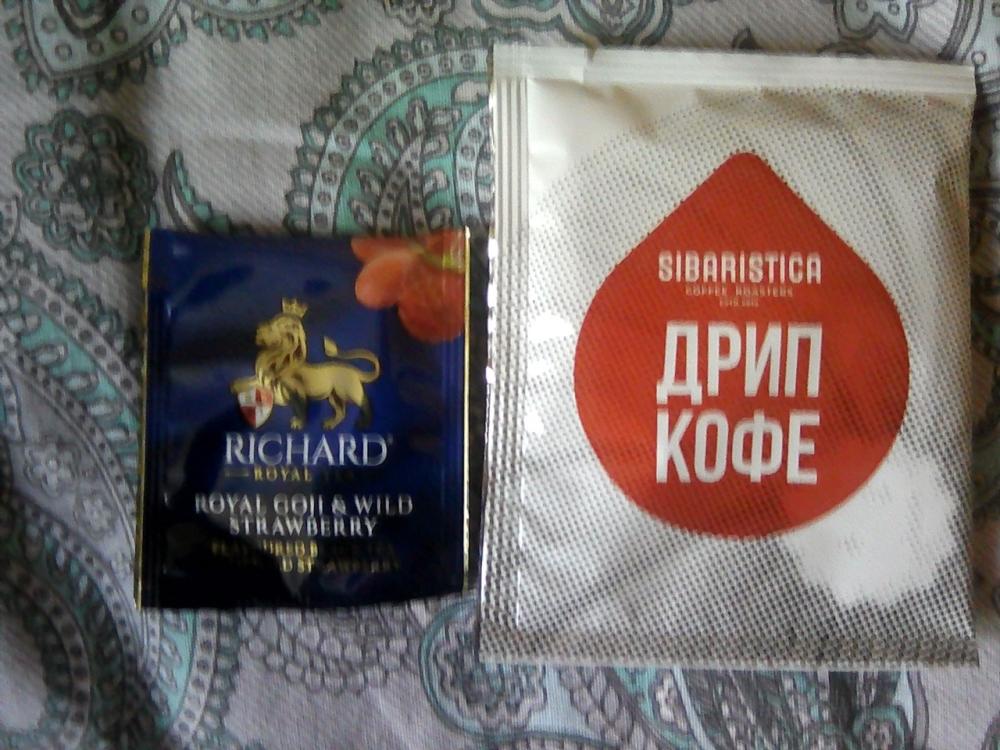 RICHARD
ROYAL
ROYAL GOJI & WILD
STRAWBERRY
SIBARISTICA
COFFEE ROASTERS
ДРИП
КОФЕ